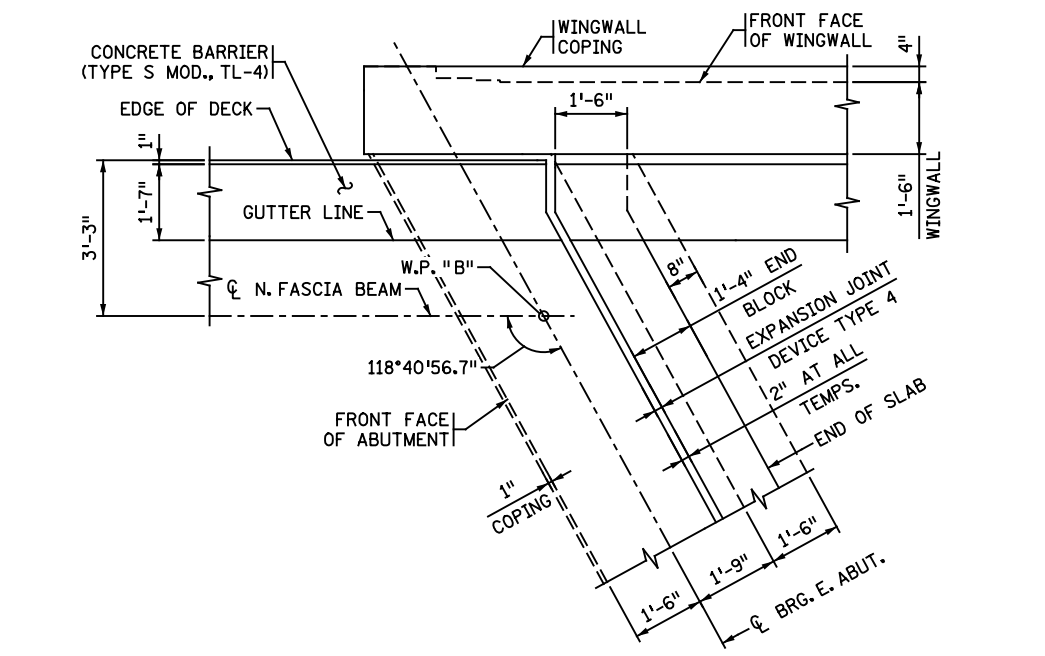 WINGWALL
COPING
FRONT FACE
OF WINGWALL
4"
CONCRETE BARRIER
(TYPE S MOD., TL-4)
EDGE OF DECK
1'-6"
1"
1'-7"
3'-3"
1'-6"
WINGWALL
GUTTER LINE
W.P. "B"
℄ N. FASCIA BEAM
118°40'56.7"
8"
1'-4" END
BLOCK
EXPANSION JOINT
DEVICE TYPE 4
2" AT ALL
TEMPS.
END OF SLAB
FRONT FACE
OF ABUTMENT
1"
COPING
1'-6"
1'-9"
1'-6"
℄ BRG. E. ABUT.